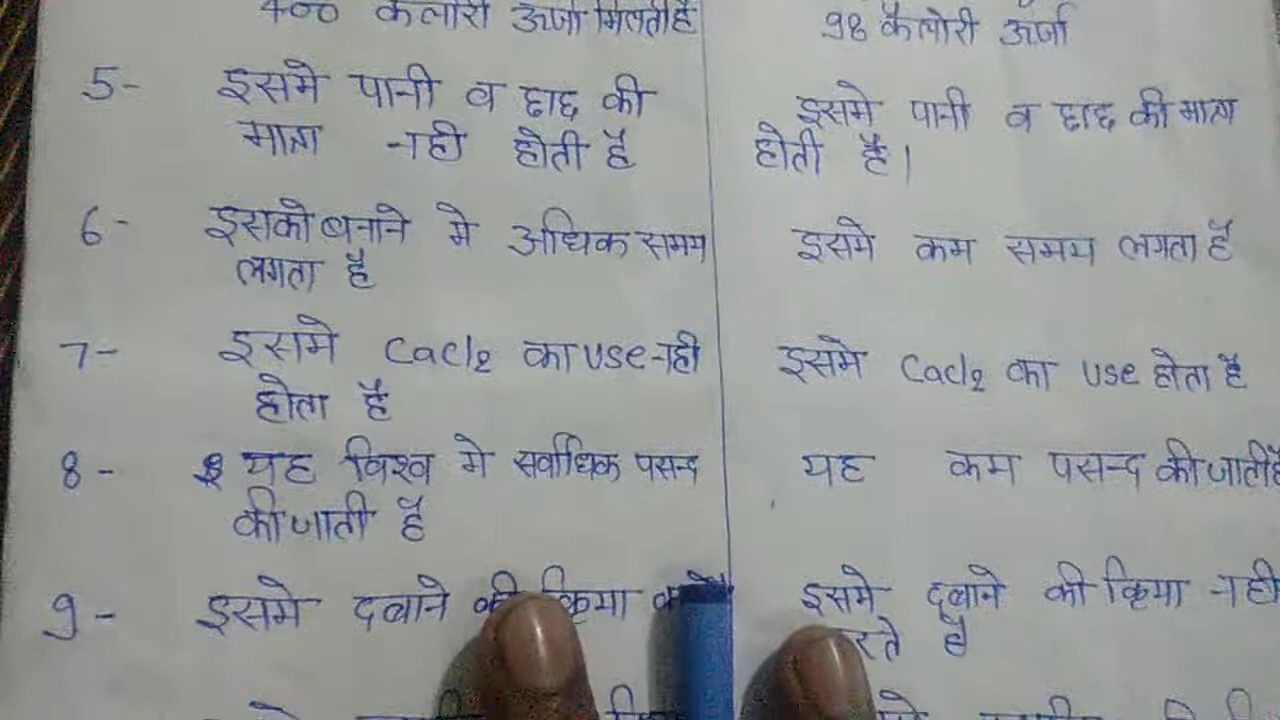 400 कैलोरी ऊर्जा मिलती है
98 कैलोरी ऊर्जा
5- इसमे पानी व छाछ की
मात्रा नही होती है
इसमे पानी व छाछ की मात्रा
होती है।
6- इसको बनाने मे अधिक समय
लगता है
इसमे कम समय लगता है
7- इसमे Cacl2 का use नही
होता है
इसमे Cacl2 का use होता है
8- यह विश्व मे सर्वाधिक पसन्द
की जाती है
यह कम पसन्द की जाती है
9- इसमे दबाने की क्रिया
इसमे दबाने की क्रिया नही
रते है